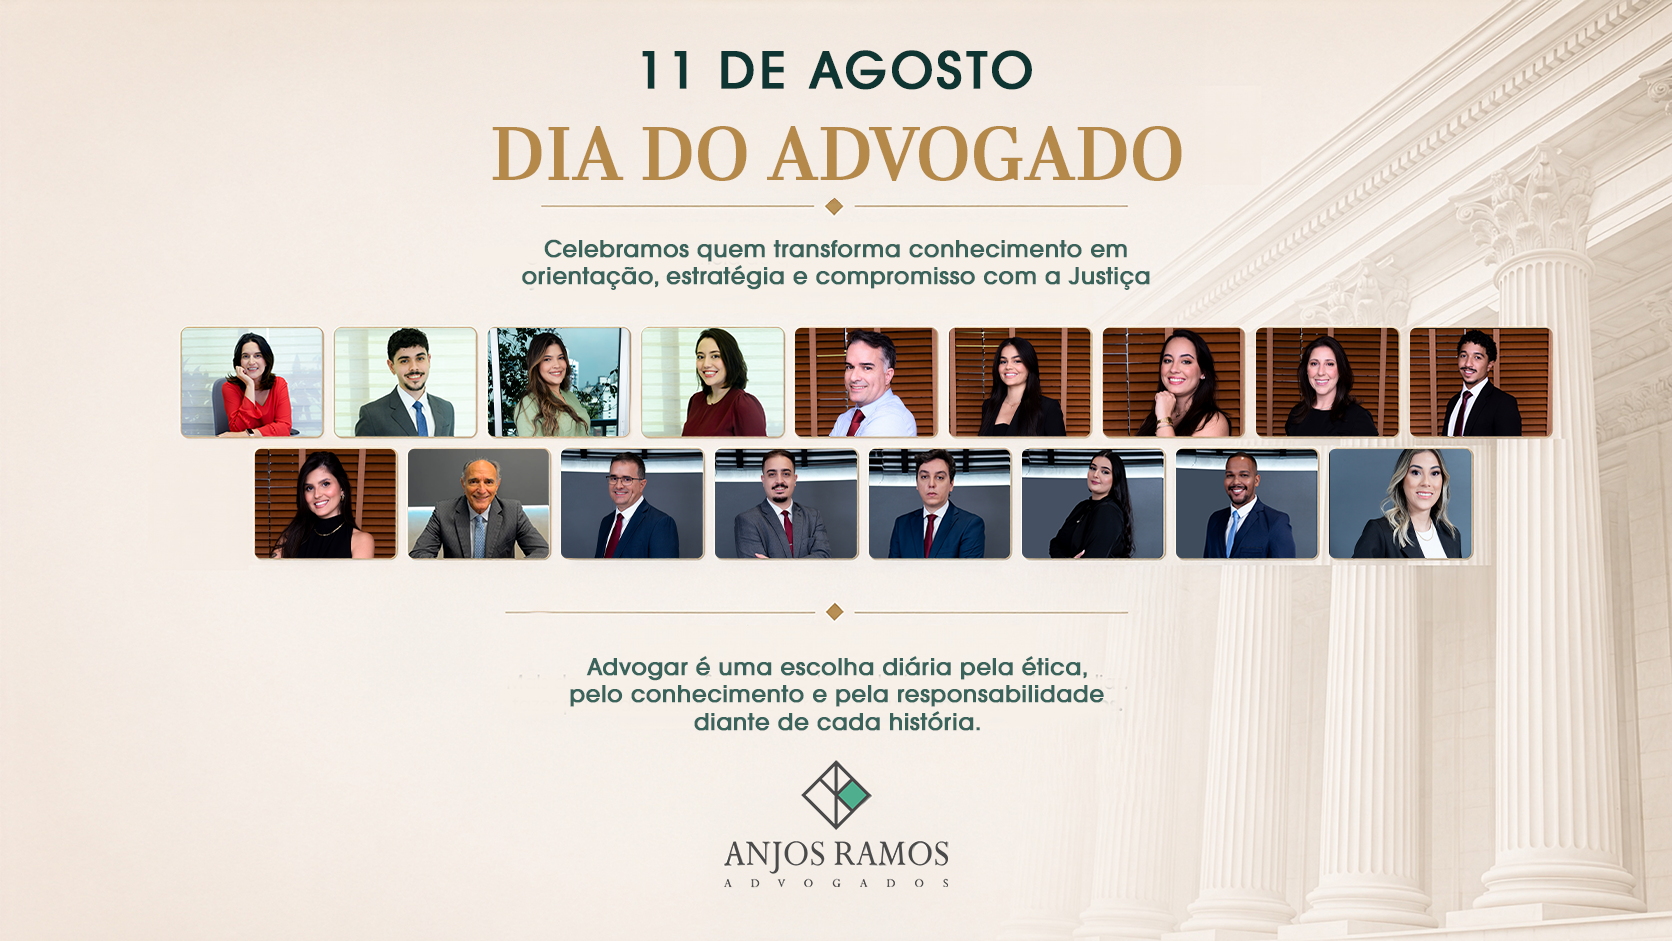 11 DE AGOSTO
DIA DO ADVOGADO
Celebramos quem transforma conhecimento em
orientação, estratégia e compromisso com a Justiça
Advogar é uma escolha diária pela ética,
pelo conhecimento e pela responsabilidade
diante de cada história.
ANJOS RAMOS
ADVOGADOS